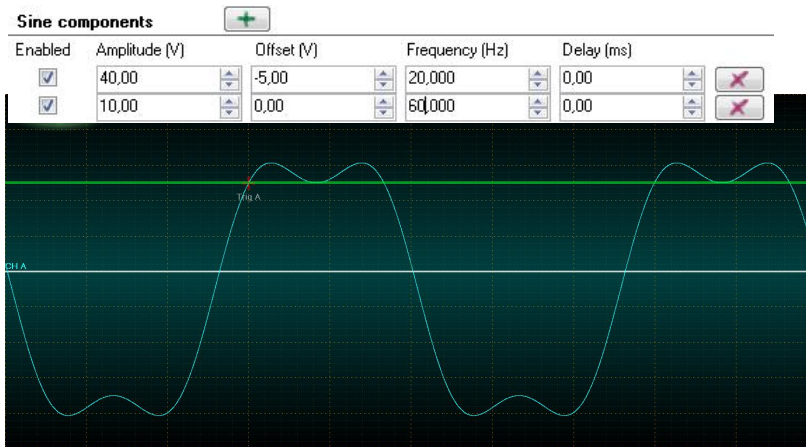 Sine components
Enabled Amplitude (V) Offset (V) Frequency (Hz) Delay (ms)
40,00 -5,00 20,000 0,00
10,00 0,00 60,000 0,00
Trig A
CH A